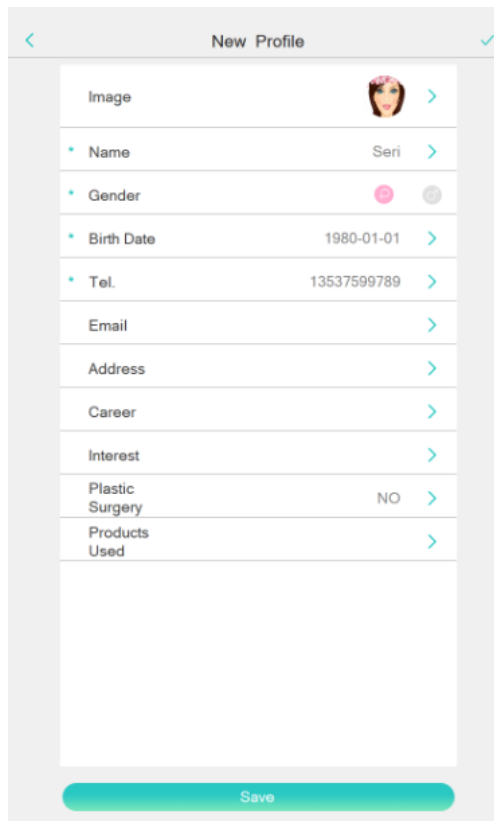 New Profile
Image
* Name Seri
* Gender
* Birth Date 1980-01-01
* Tel. 13537599789
Email
Address
Career
Interest
Plastic
Surgery NO
Products
Used
Save